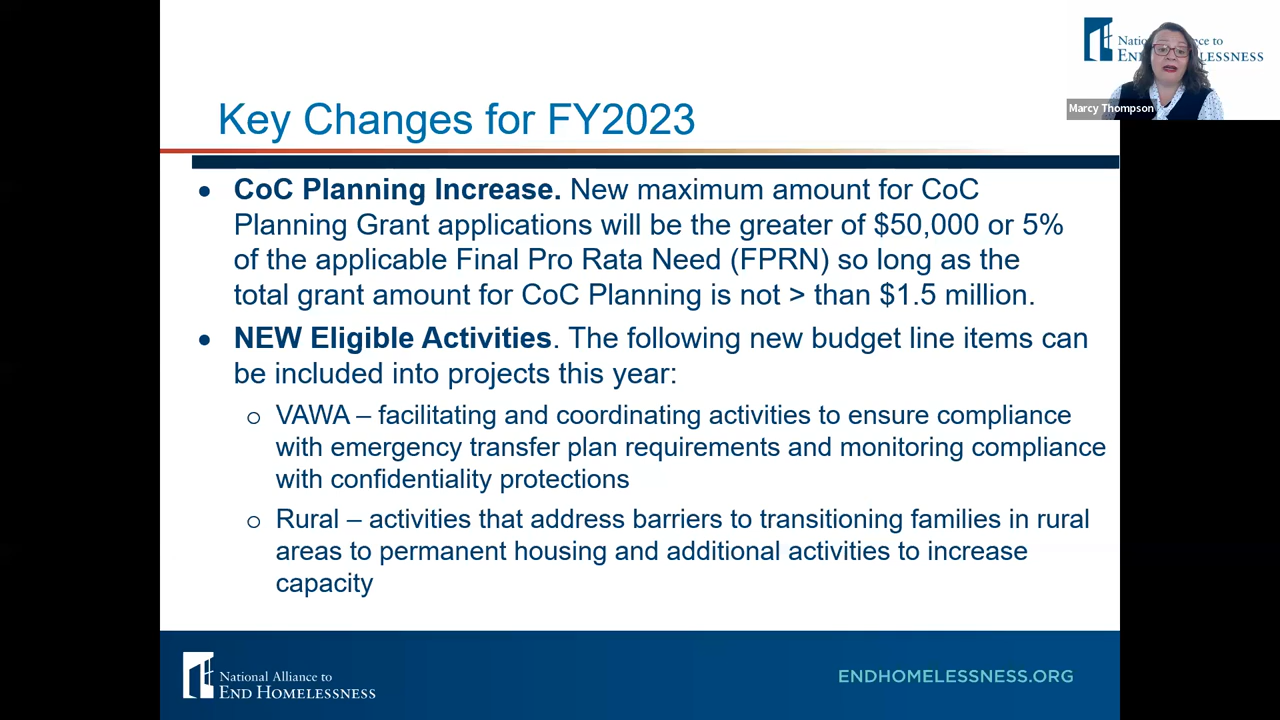 Natio
ce to
END H
LESSNESS
Marcy Thompson
Key Changes for FY2023
• CoC Planning Increase. New maximum amount for CoC
Planning Grant applications will be the greater of $50,000 or 5%
of the applicable Final Pro Rata Need (FPRN) so long as the
total grant amount for CoC Planning is not > than $1.5 million.
• NEW Eligible Activities. The following new budget line items can
be included into projects this year:
o VAWA – facilitating and coordinating activities to ensure compliance
with emergency transfer plan requirements and monitoring compliance
with confidentiality protections
o Rural – activities that address barriers to transitioning families in rural
areas to permanent housing and additional activities to increase
capacity
National Alliance to
END HOMELESSNESS
ENDHOMELESSNESS.ORG